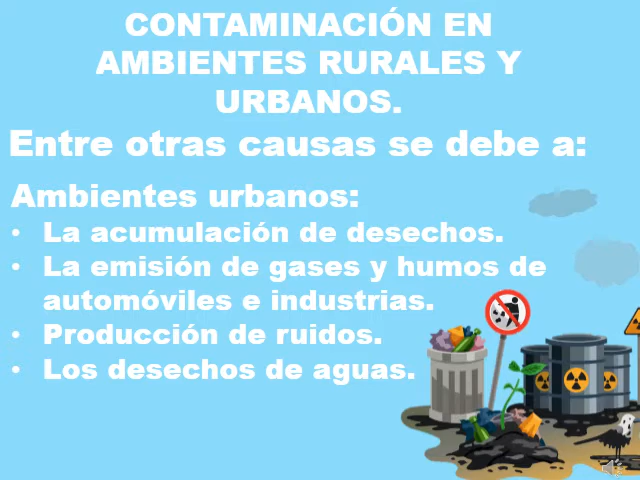 CONTAMINACIÓN EN
AMBIENTES RURALES Y
URBANOS.
Entre otras causas se debe a:
Ambientes urbanos:
• La acumulación de desechos.
• La emisión de gases y humos de
automóviles e industrias.
• Producción de ruidos.
• Los desechos de aguas.